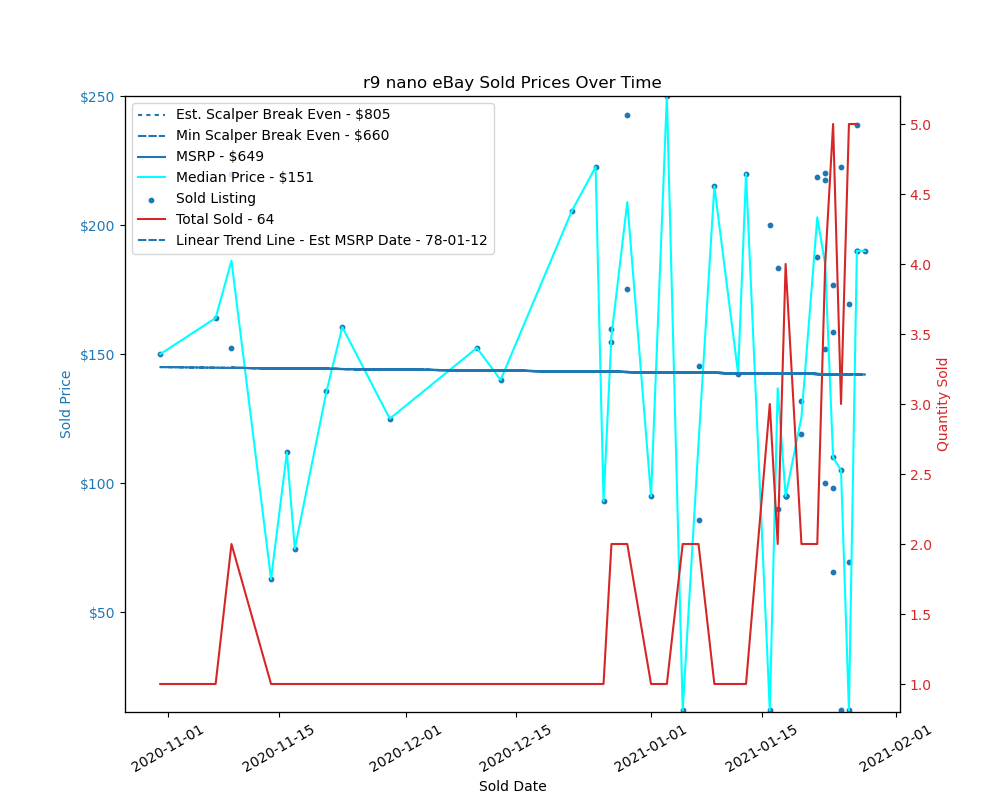 r9 nano eBay Sold Prices Over Time
Est. Scalper Break Even - $805
Min Scalper Break Even - $660
MSRP - $649
Median Price - $151
Sold Listing
Total Sold - 64
Linear Trend Line - Est MSRP Date - 78-01-12
Sold Price
$250
$200
$150
$100
$50
Quantity Sold
5.0
4.5
4.0
3.5
3.0
2.5
2.0
1.5
1.0
2020-11-01
2020-11-15
2020-12-01
2020-12-15
2021-01-01
2021-01-15
2021-02-01
Sold Date